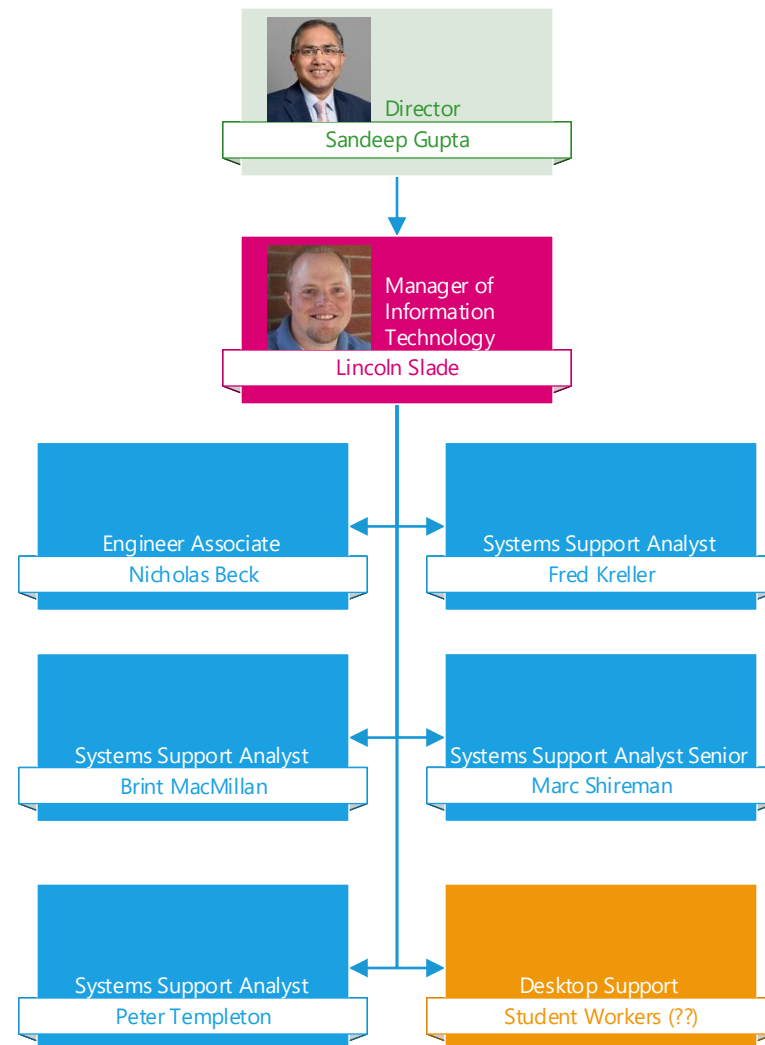 Director
Sandeep Gupta
Manager of
Information
Technology
Lincoln Slade
Engineer Associate
Nicholas Beck
Systems Support Analyst
Fred Kreller
Systems Support Analyst
Brint MacMillan
Systems Support Analyst Senior
Marc Shireman
Systems Support Analyst
Peter Templeton
Desktop Support
Student Workers (??)